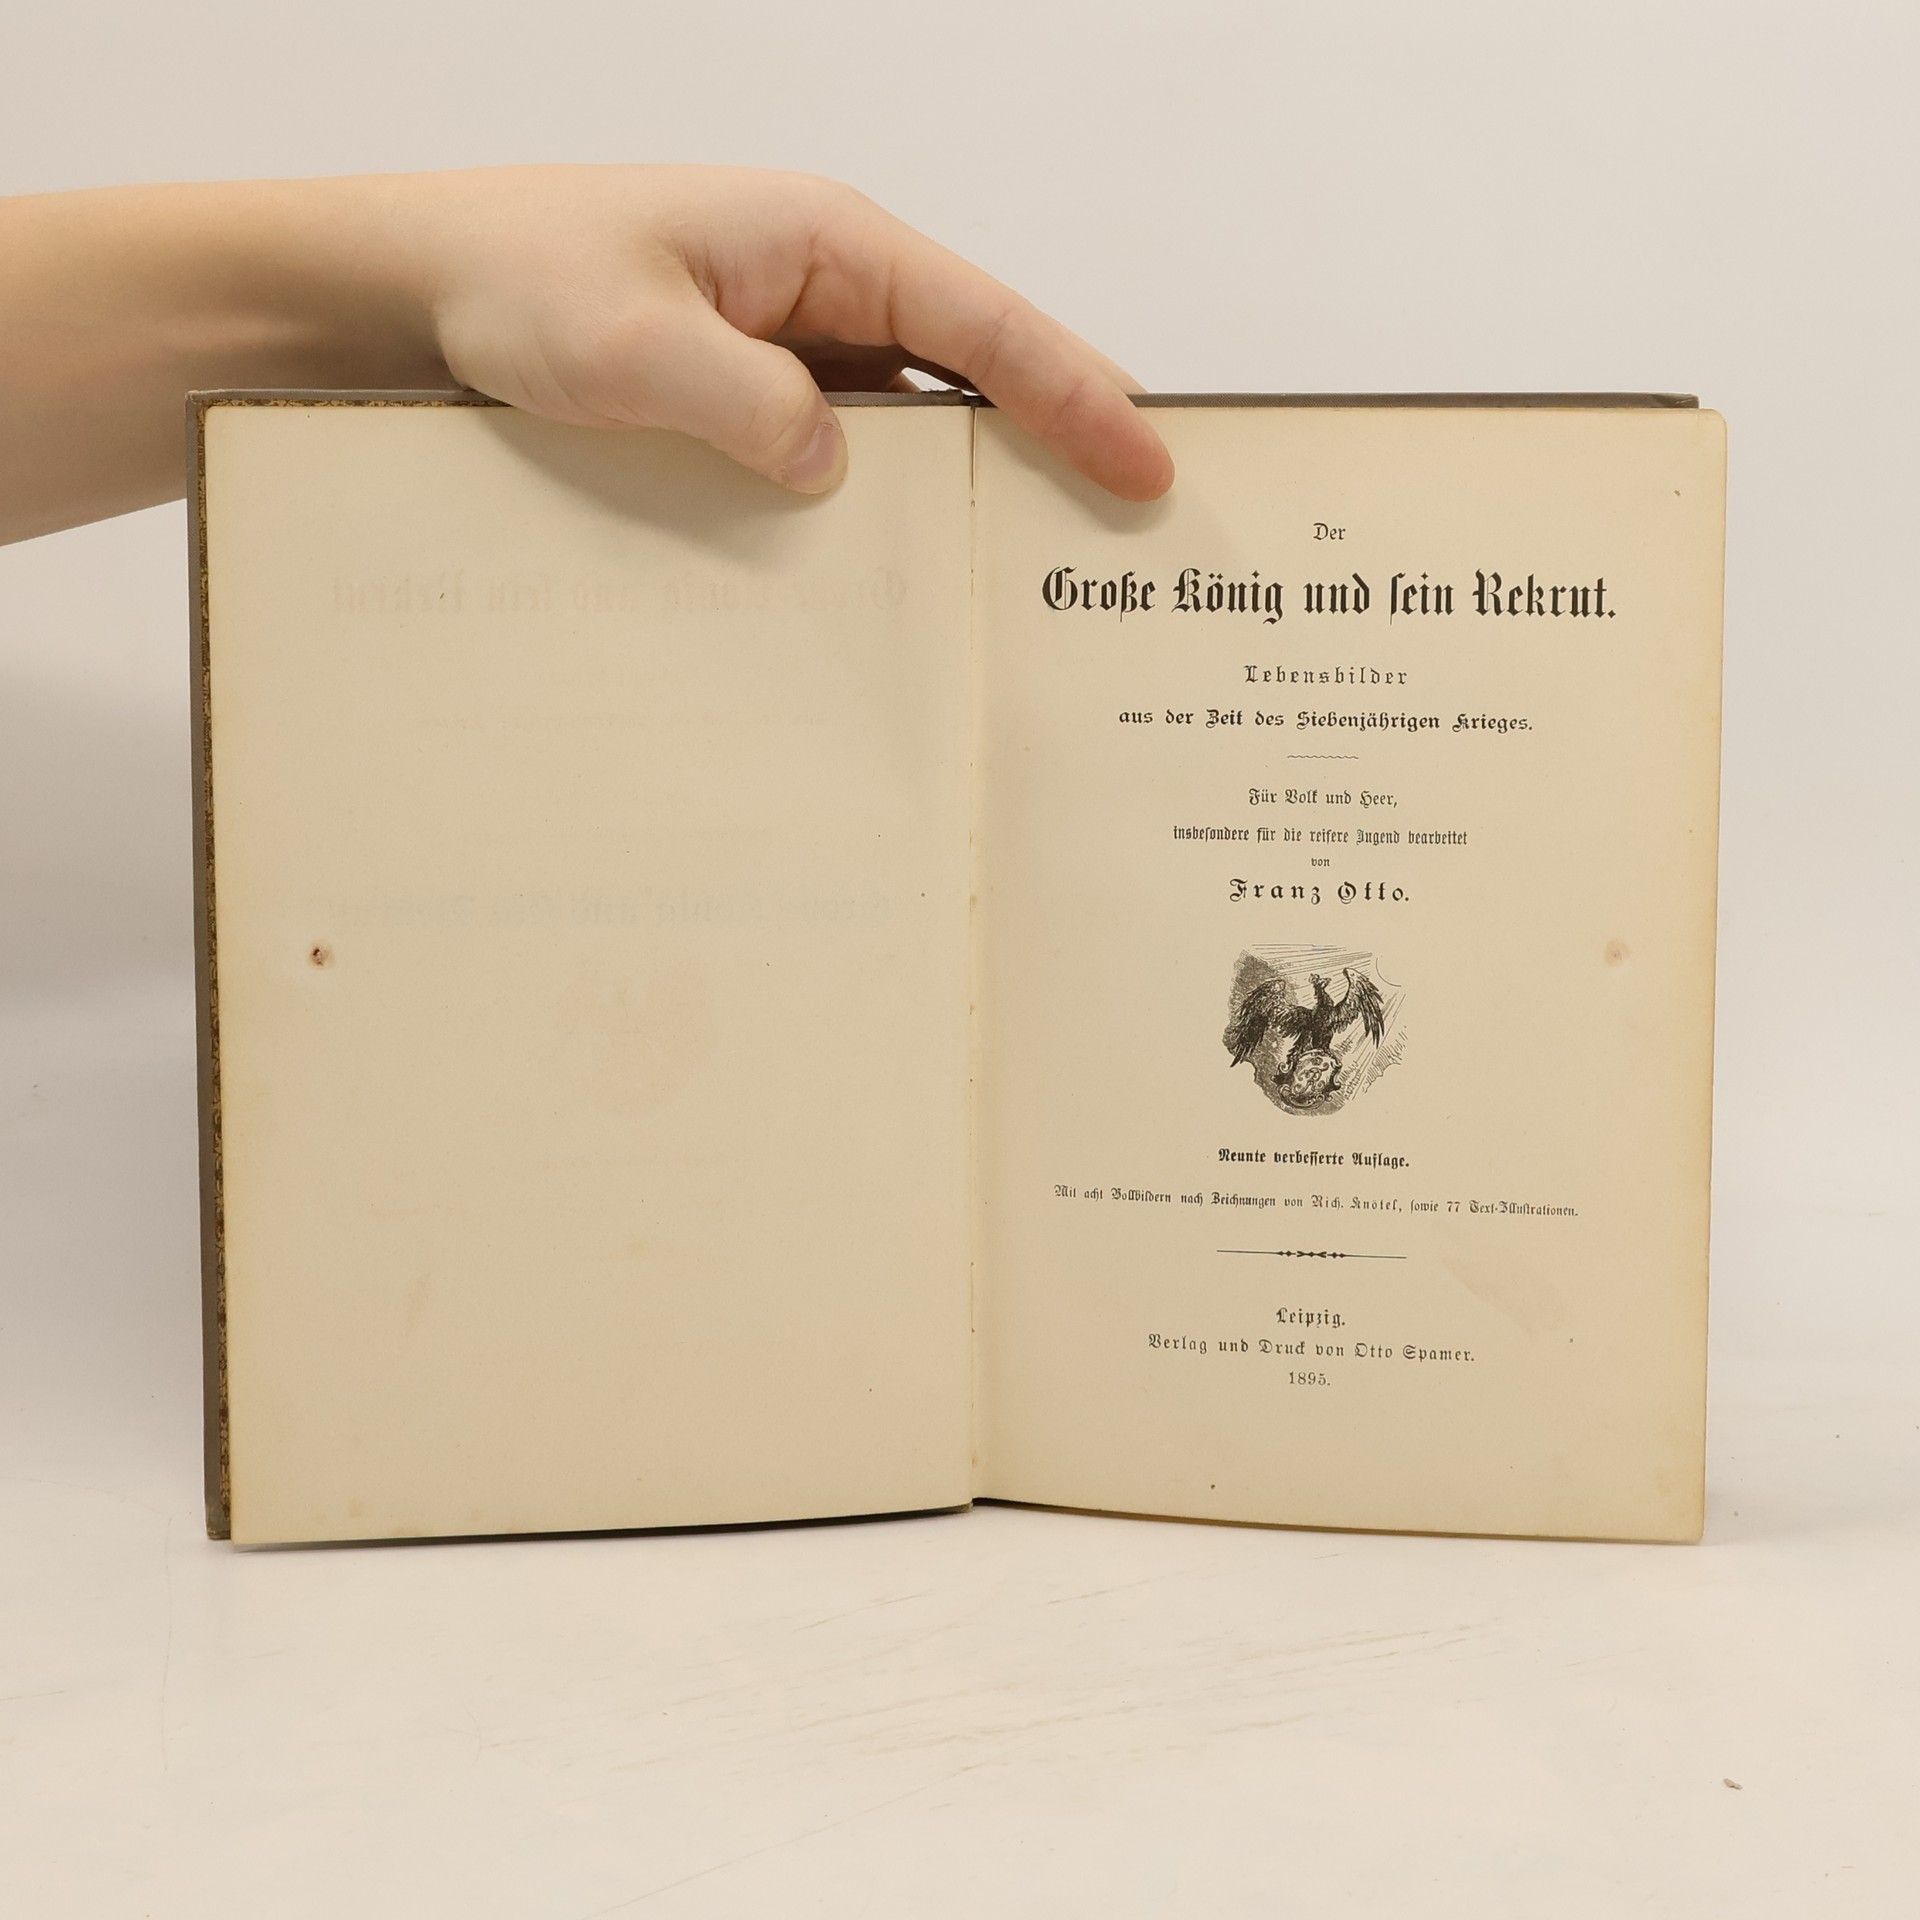 Der
Große König und ſein Rekrut.
Lebensbilder
aus der Zeit des Siebenjährigen Krieges.
Für Volk und Heer,
insbeſondere für die reifere Jugend bearbeitet
von
Franz Otto.
Neunte verbeſſerte Auflage.
Mit acht Vollbildern nach Zeichnungen von Rich. Knötel, ſowie 77 Text-Illuſtrationen.
Leipzig.
Verlag und Druck von Otto Spamer.
1895.